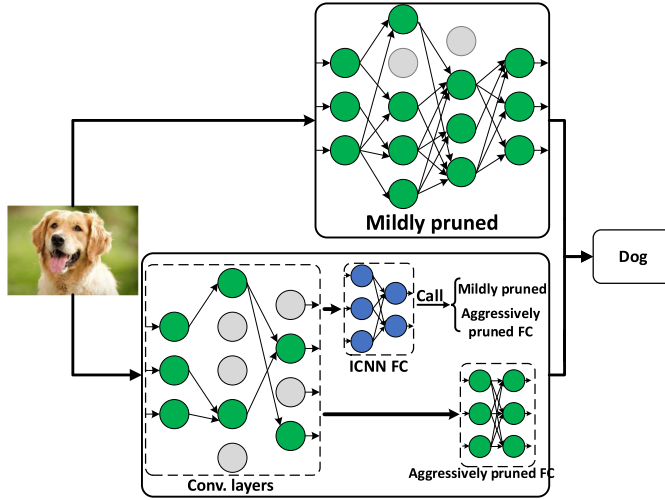 Mildly pruned
Dog
Call
Mildly pruned
Aggressively
pruned FC
ICNN FC
Aggressively pruned FC
Conv. layers